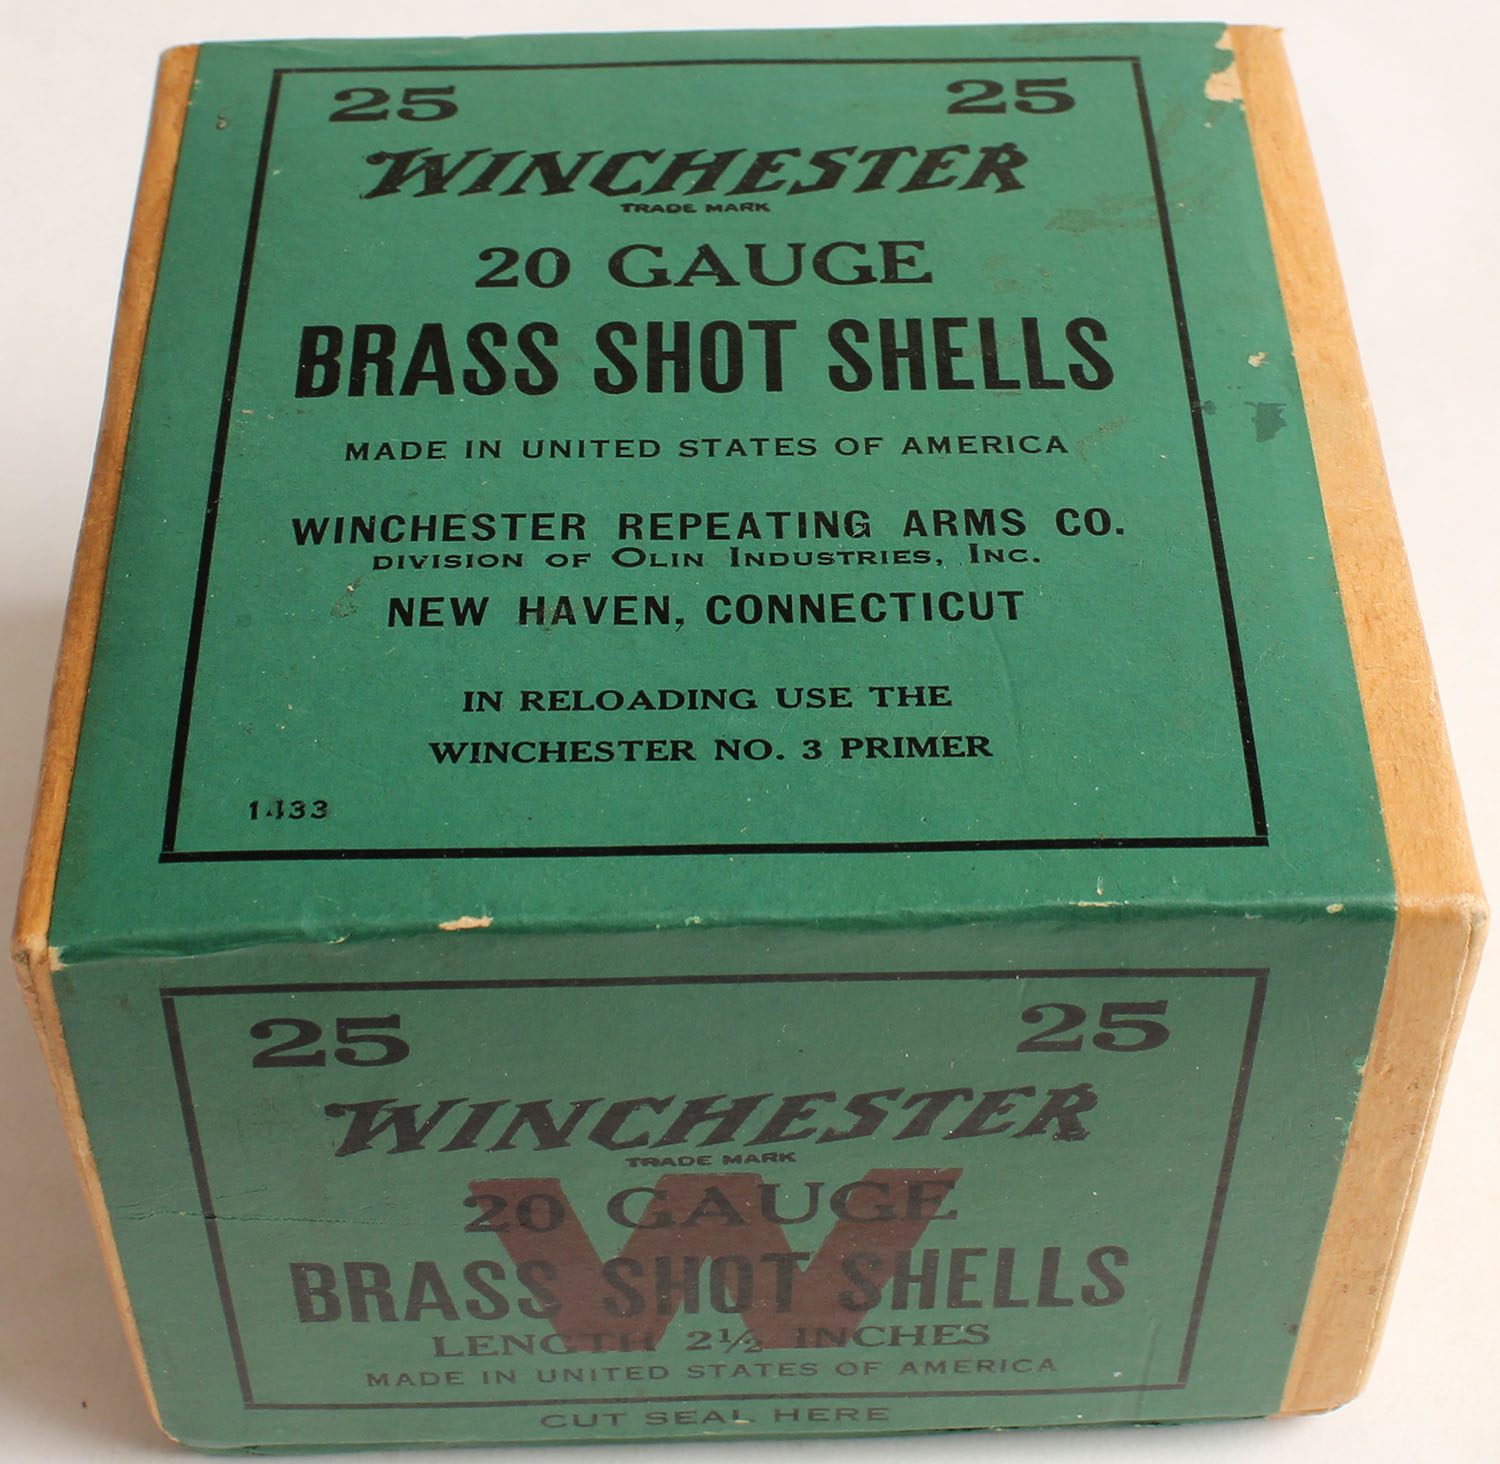 25 25
WINCHESTER
TRADE MARK
20 GAUGE
BRASS SHOT SHELLS
MADE IN UNITED STATES OF AMERICA
WINCHESTER REPEATING ARMS CO.
DIVISION OF OLIN INDUSTRIES, INC.
NEW HAVEN, CONNECTICUT
IN RELOADING USE THE
WINCHESTER NO. 3 PRIMER
1433
25 25
WINCHESTER
TRADE MARK
W
20 GAUGE
BRASS SHOT SHELLS
LENGTH 2½ INCHES
MADE IN UNITED STATES OF AMERICA
CUT SEAL HERE